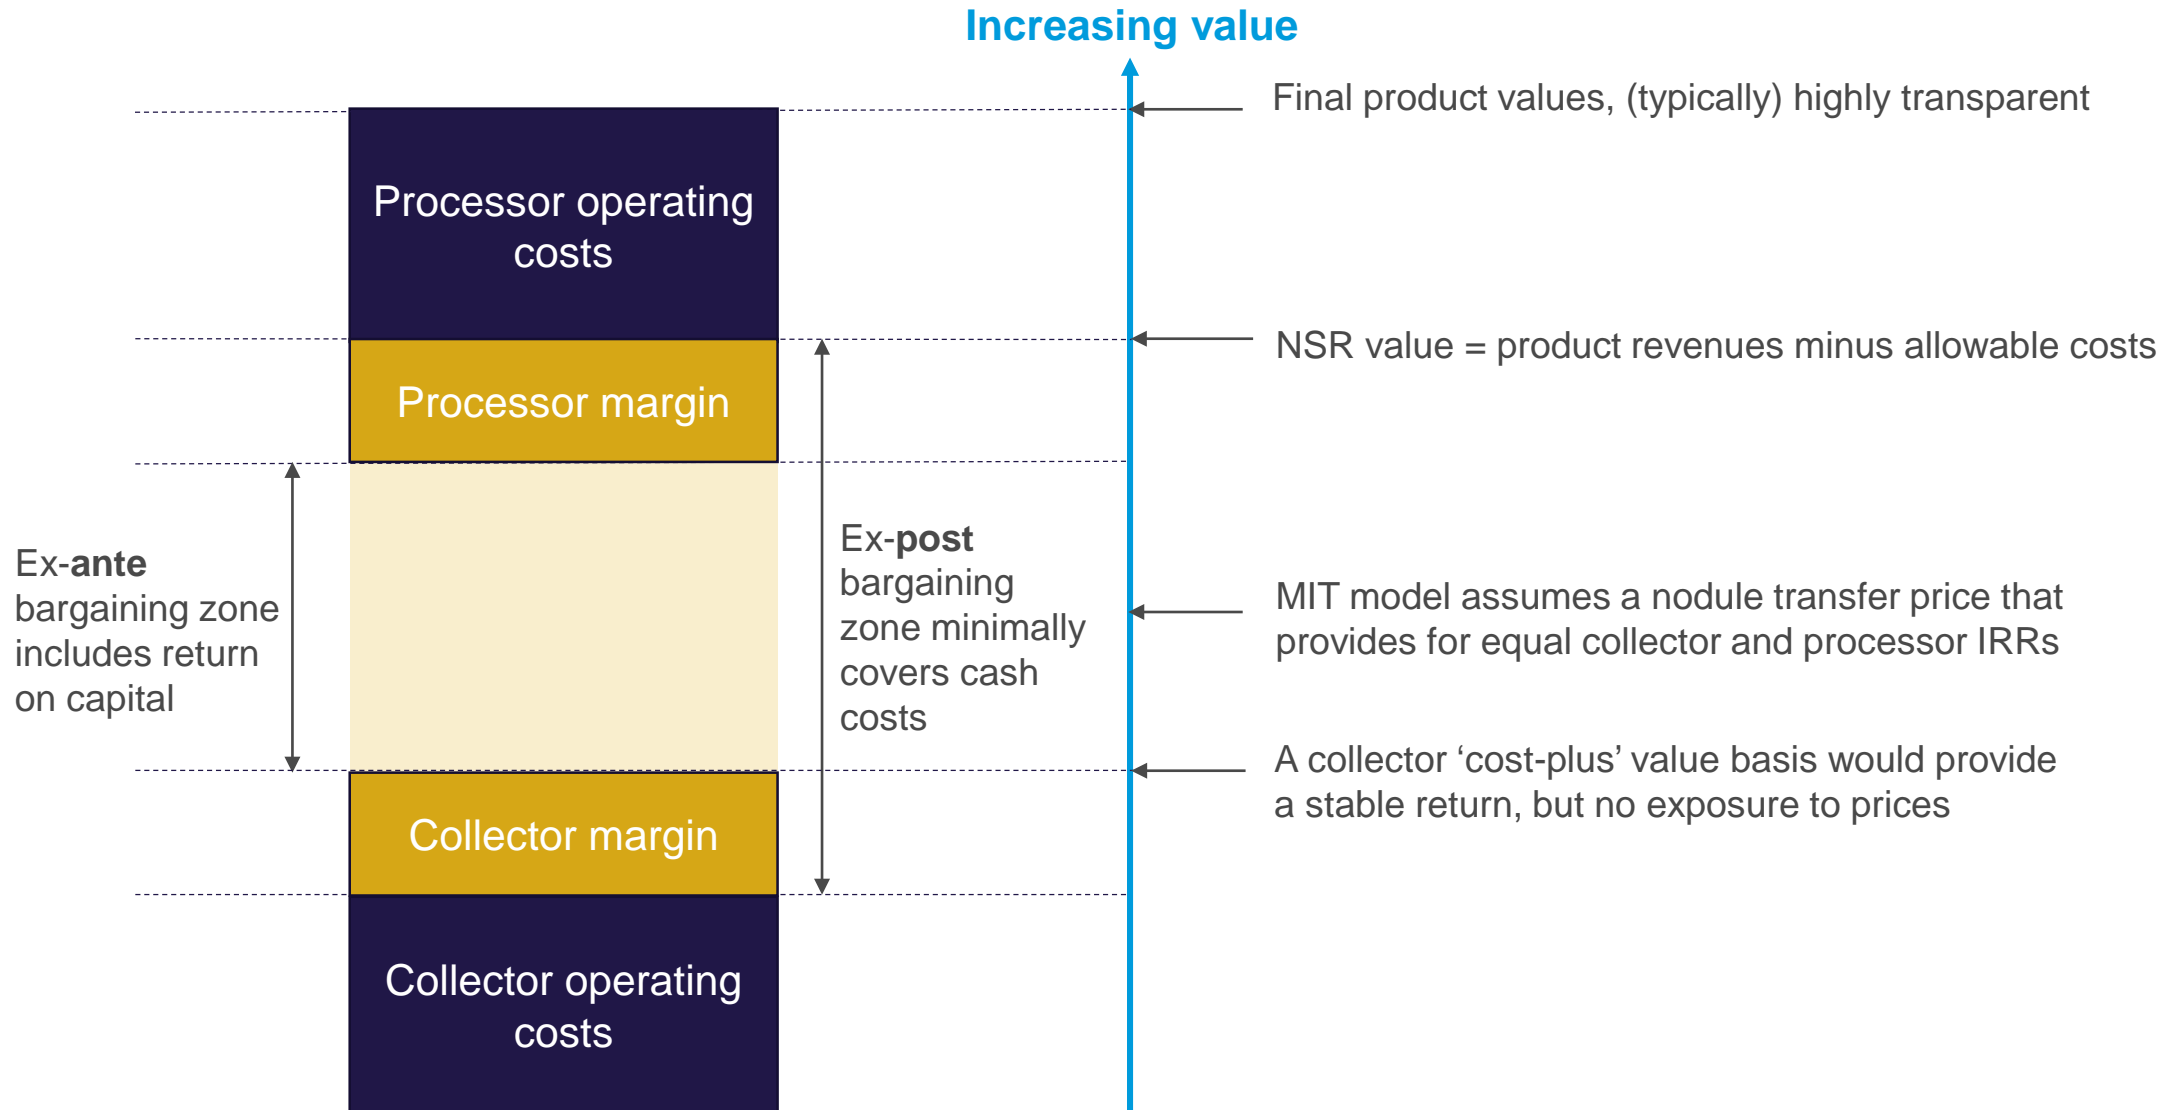 Increasing value
Final product values, (typically) highly transparent
Processor operating
costs
NSR value = product revenues minus allowable costs
Processor margin
Ex-ante
bargaining zone
includes return
on capital
Ex-post
bargaining
zone minimally
covers cash
costs
MIT model assumes a nodule transfer price that
provides for equal collector and processor IRRs
A collector ‘cost-plus’ value basis would provide
a stable return, but no exposure to prices
Collector margin
Collector operating
costs